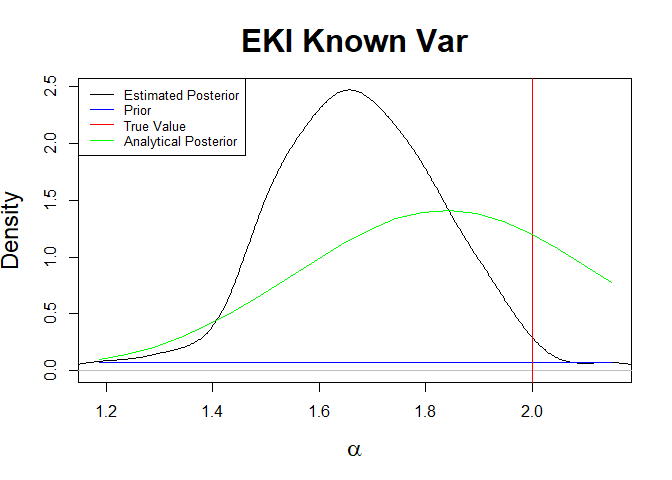 EKI Known Var
Estimated Posterior
Prior
True Value
Analytical Posterior
Density
2.5
2.0
1.5
1.0
0.5
0.0
1.2 1.4 1.6 1.8 2.0
α